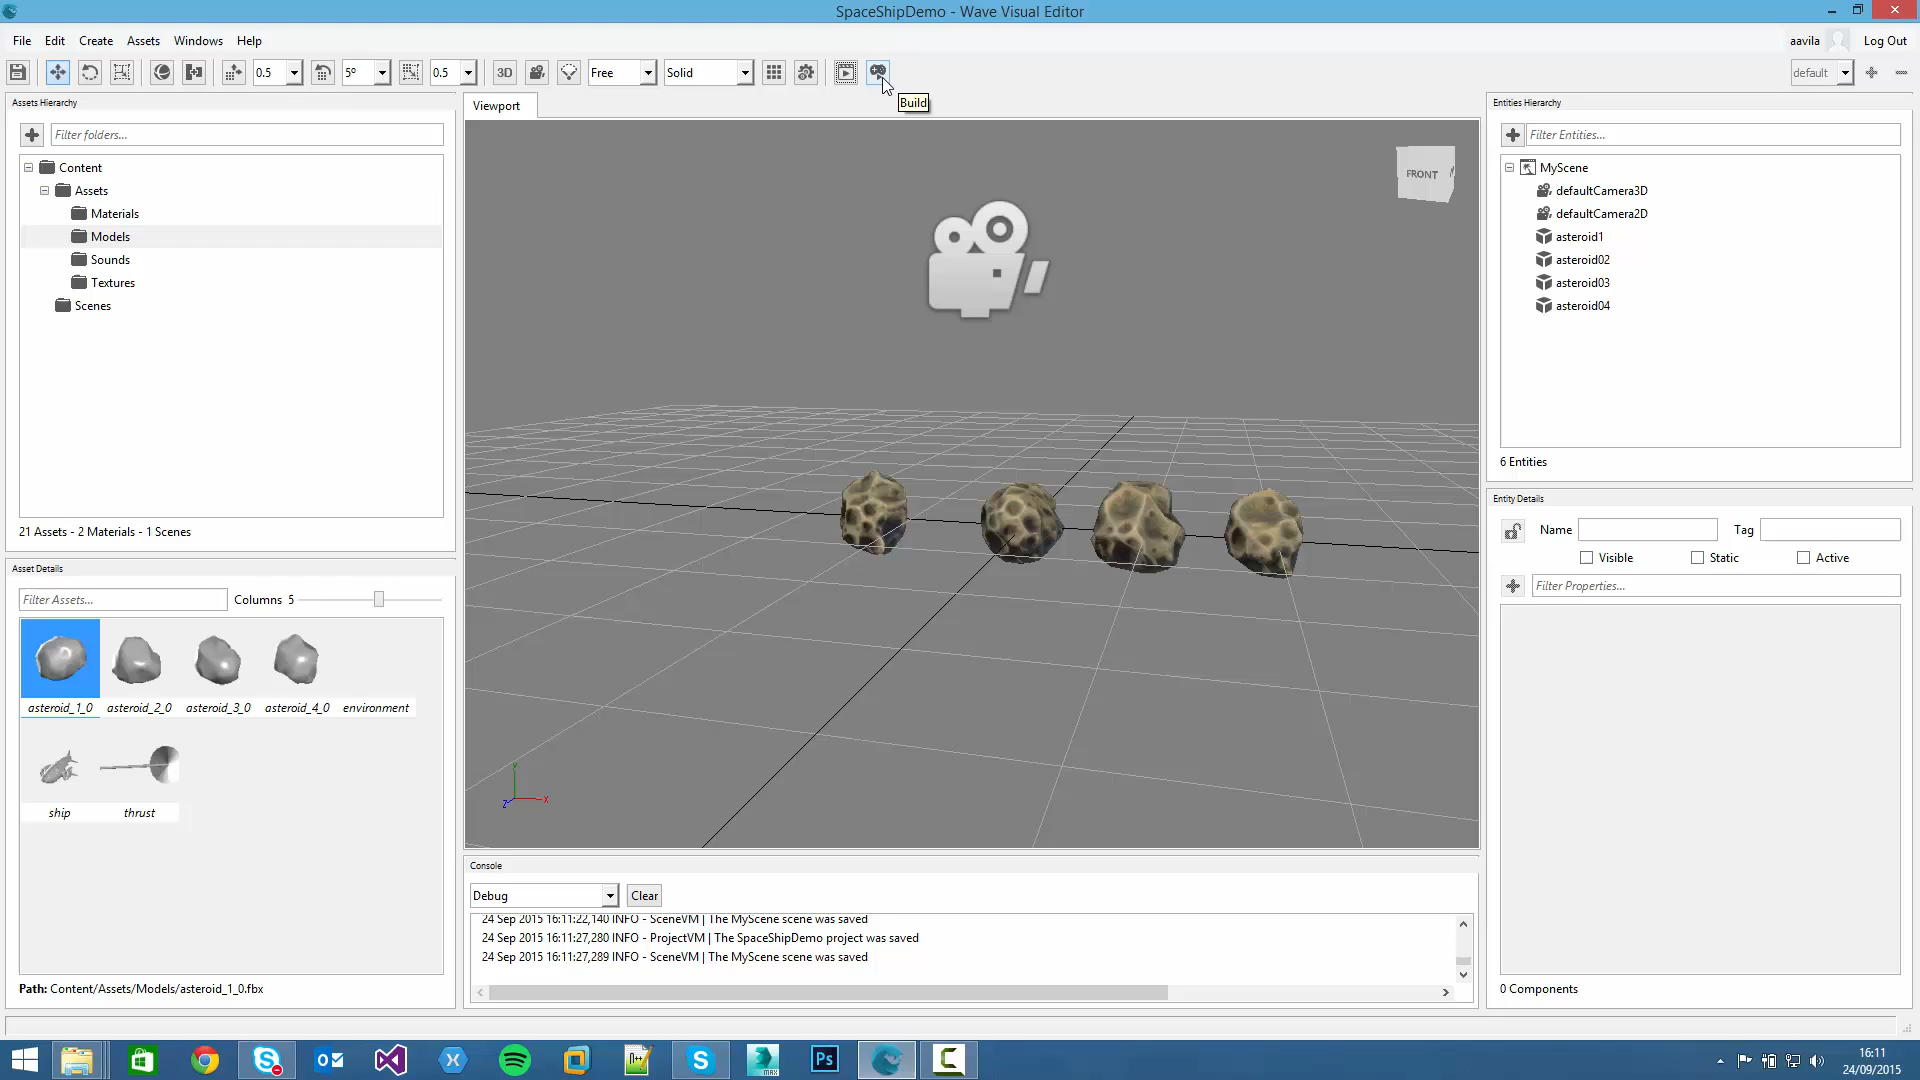 SpaceShipDemo - Wave Visual Editor
File Edit Create Assets Windows Help
aavila Log Out
0.5 5º 0.5 3D Free Solid
default
Build
Assets Hierarchy
Filter folders...
Content
Assets
Materials
Models
Sounds
Textures
Scenes
21 Assets - 2 Materials - 1 Scenes
Asset Details
Filter Assets...
Columns 5
asteroid_1_0 asteroid_2_0 asteroid_3_0 asteroid_4_0 environment
ship thrust
Path: Content/Assets/Models/asteroid_1_0.fbx
Viewport
FRONT
Y
Z X
Console
Debug
Clear
24 Sep 2015 16:11:22,140 INFO - SceneVM | The MyScene scene was saved
24 Sep 2015 16:11:27,280 INFO - ProjectVM | The SpaceShipDemo project was saved
24 Sep 2015 16:11:27,289 INFO - SceneVM | The MyScene scene was saved
Entities Hierarchy
Filter Entities...
MyScene
defaultCamera3D
defaultCamera2D
asteroid1
asteroid02
asteroid03
asteroid04
6 Entities
Entity Details
Name Tag
Visible Static Active
Filter Properties...
0 Components
Ps
MAX
16:11
24/09/2015